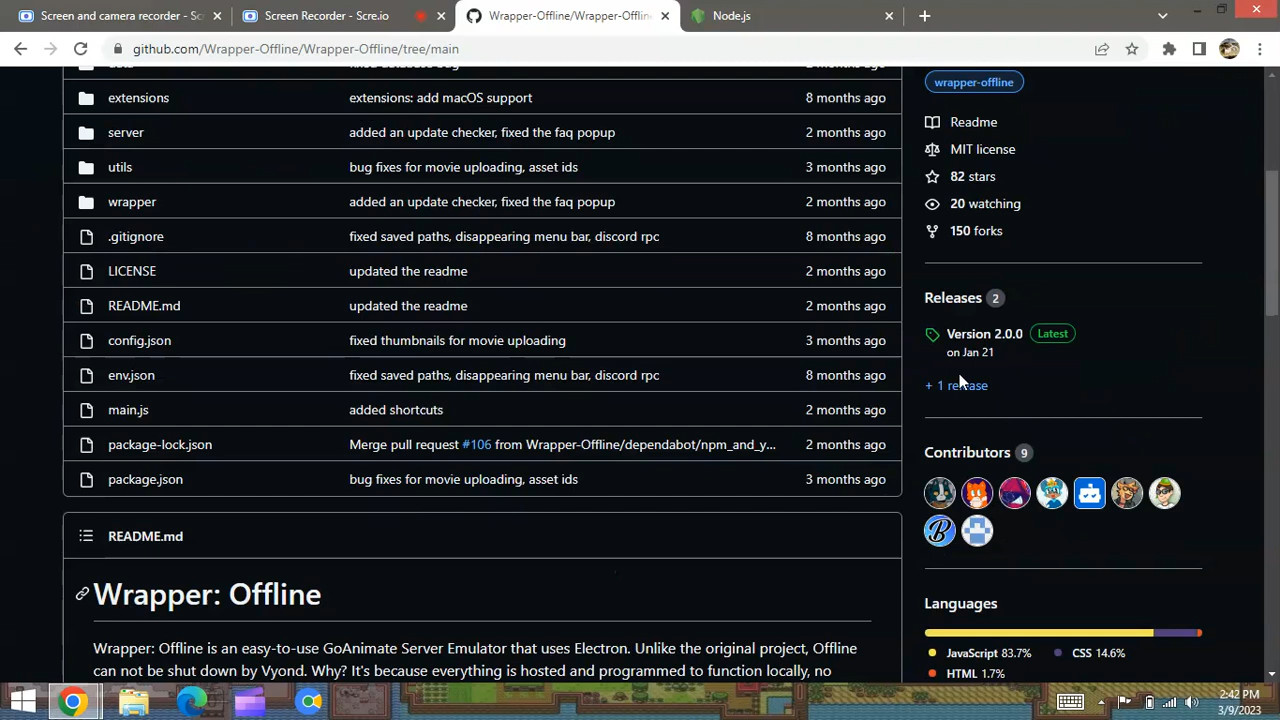 Screen and camera recorder - Scre
Screen Recorder - Scre.io
Wrapper-Offline/Wrapper-Offline
Node.js
github.com/Wrapper-Offline/Wrapper-Offline/tree/main
extensions extensions: add macOS support 8 months ago
server added an update checker, fixed the faq popup 2 months ago
utils bug fixes for movie uploading, asset ids 3 months ago
wrapper added an update checker, fixed the faq popup 2 months ago
.gitignore fixed saved paths, disappearing menu bar, discord rpc 8 months ago
LICENSE updated the readme 2 months ago
README.md updated the readme 2 months ago
config.json thumbnails for movie uploading 3 months ago
env.json fixed saved paths, disappearing menu bar, discord rpc 8 months ago
main.js added shortcuts 2 months ago
package-lock.json Merge pull request #106 from Wrapper-Offline/dependabot/npm_and_y... 2 months ago
package.json bug fixes for movie uploading, asset ids 3 months ago
README.md
Wrapper: Offline
Wrapper: Offline is an easy-to-use GoAnimate Server Emulator that uses Electron. Unlike the original project, Offline
can not be shut down by Vyond. Why? It's because everything is hosted and programmed to function locally, no
wrapper-offline
Readme
MIT license
82 stars
20 watching
150 forks
Releases 2
Version 2.0.0 Latest
on Jan 21
+ 1 release
Contributors 9
Languages
JavaScript 83.7% CSS 14.6%
HTML 1.7%
2:42 PM
3/9/2023